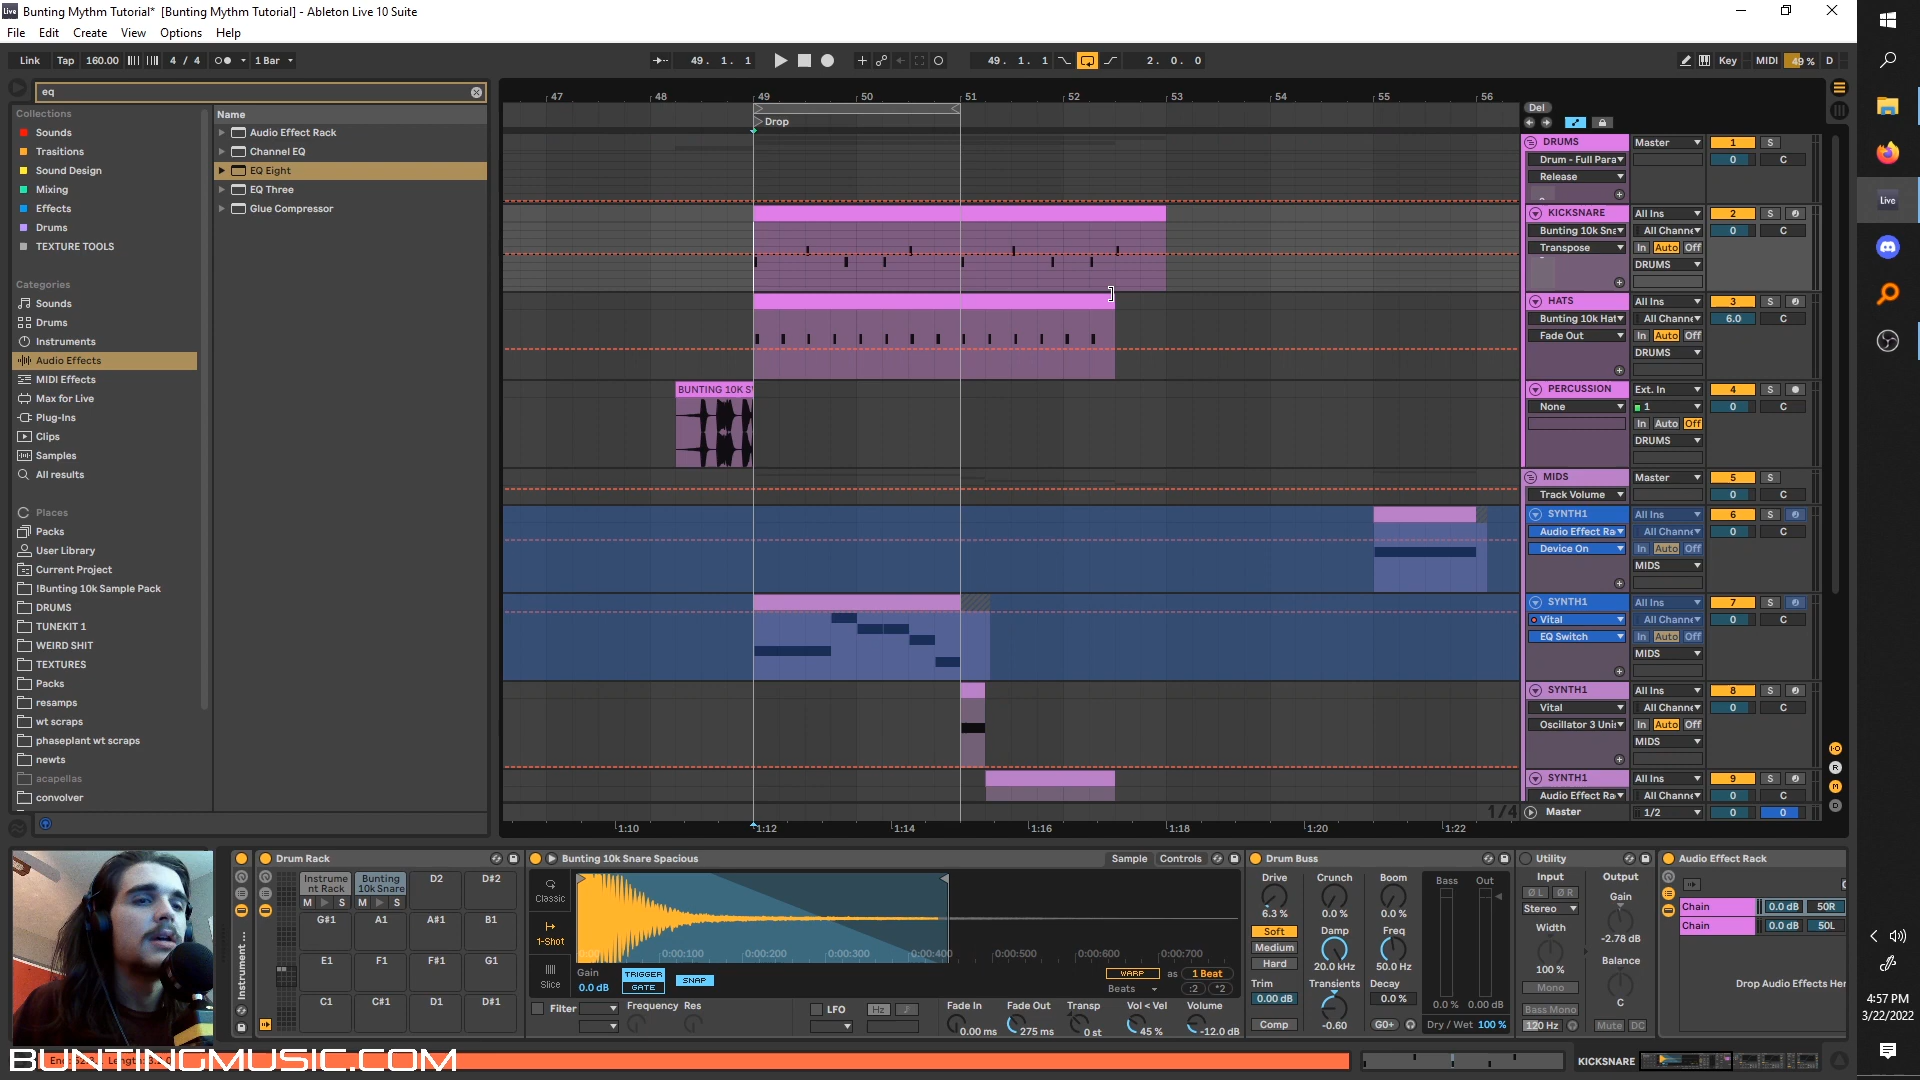 Bunting Mythm Tutorial*  [Bunting Mythm Tutorial] - Ableton Live 10 Suite
File Edit Create View Options Help
Link Tap 160.00 4 / 4 1 Bar 49. 1. 1 49. 1. 1 2. 0. 0 Key MIDI 49 % D
eq
Collections
Sounds
Trasitions
Sound Design
Mixing
Effects
Drums
TEXTURE TOOLS
Categories
Sounds
Drums
Instruments
Audio Effects
MIDI Effects
Max for Live
Plug-Ins
Clips
Samples
All results
Places
Packs
User Library
Current Project
!Bunting 10k Sample Pack
DRUMS
TUNEKIT 1
WEIRD SHIT
TEXTURES
Packs
resamps
wt scraps
phaseplant wt scraps
newts
acapellas
convolver
Name
Audio Effect Rack
Channel EQ
EQ Eight
EQ Three
Glue Compressor
47 48 49 50 51 52 53 54 55 56
Drop
BUNTING 10K S
1:10 1:12 1:14 1:16 1:18 1:20 1:22
1/4
Del
DRUMS Master 1 S
Drum - Full Para 0 C
Release
KICKSNARE All Ins 2 S
Bunting 10k Sna All Channe 0 C
Transpose In Auto Off
DRUMS
HATS All Ins 3 S
Bunting 10k Hat All Channe 6.0 C
Fade Out In Auto Off
DRUMS
PERCUSSION Ext. In 4 S
None 1 0 C
In Auto Off
DRUMS
MIDS Master 5 S
Track Volume 0 C
SYNTH1 All Ins 6 S
Audio Effect Ra All Channe 0 C
Device On In Auto Off
MIDS
SYNTH1 All Ins 7 S
Vital All Channe 0 C
EQ Switch In Auto Off
MIDS
SYNTH1 All Ins 8 S
Vital All Channe 0 C
Oscillator 3 Unis In Auto Off
MIDS
SYNTH1 All Ins 9 S
Audio Effect Ra All Channe 0 C
Master 1/2 0 0
I·O
R
M
D
Live
Drum Rack
Instrume nt Rack
Bunting 10k Snare
D2 D#2
M S M S
G#1 A1 A#1 B1
E1 F1 F#1 G1
C1 C#1 D1 D#1
Instrument ...
Bunting 10k Snare Spacious Sample Controls
Classic
1-Shot
Slice
0:00:100 0:00:200 0:00:300 0:00:400 0:00:500 0:00:600 0:00:700
Gain
0.0 dB
TRIGGER
GATE
SNAP
WARP as 1 Beat
Beats :2 *2
Filter Frequency Res LFO Hz
Fade In Fade Out Transp Vol < Vel Volume
0.00 ms 275 ms 0 st 45 % -12.0 dB
Drum Buss
Drive Crunch Boom
6.3 % 0.0 % 0.0 %
Soft
Medium
Hard
Damp Freq
20.0 kHz 50.0 Hz
Trim Transients Decay
0.00 dB 0.0 %
Comp -0.60
Bass Out
0.0 % 0.00 dB
Dry / Wet 100 %
Utility
Input Output
Ø L Ø R
Stereo
Gain
-2.78 dB
Width
100 %
Balance
C
Mono
Bass Mono
120 Hz
Mute DC
Audio Effect Rack
Chain 0.0 dB 50R
Chain 0.0 dB 50L
Drop Audio Effects Her
KICKSNARE
BUNTINGMUSIC.COM
4:57 PM
3/22/2022